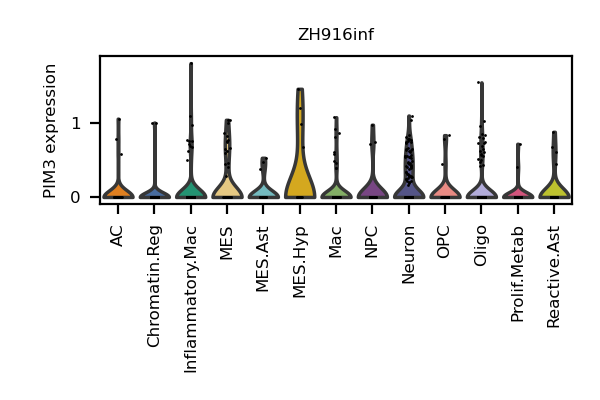 ZH916inf
PIM3 expression
1
0
AC
Chromatin.Reg
Inflammatory.Mac
MES
MES.Ast
MES.Hyp
Mac
NPC
Neuron
OPC
Oligo
Prolif.Metab
Reactive.Ast